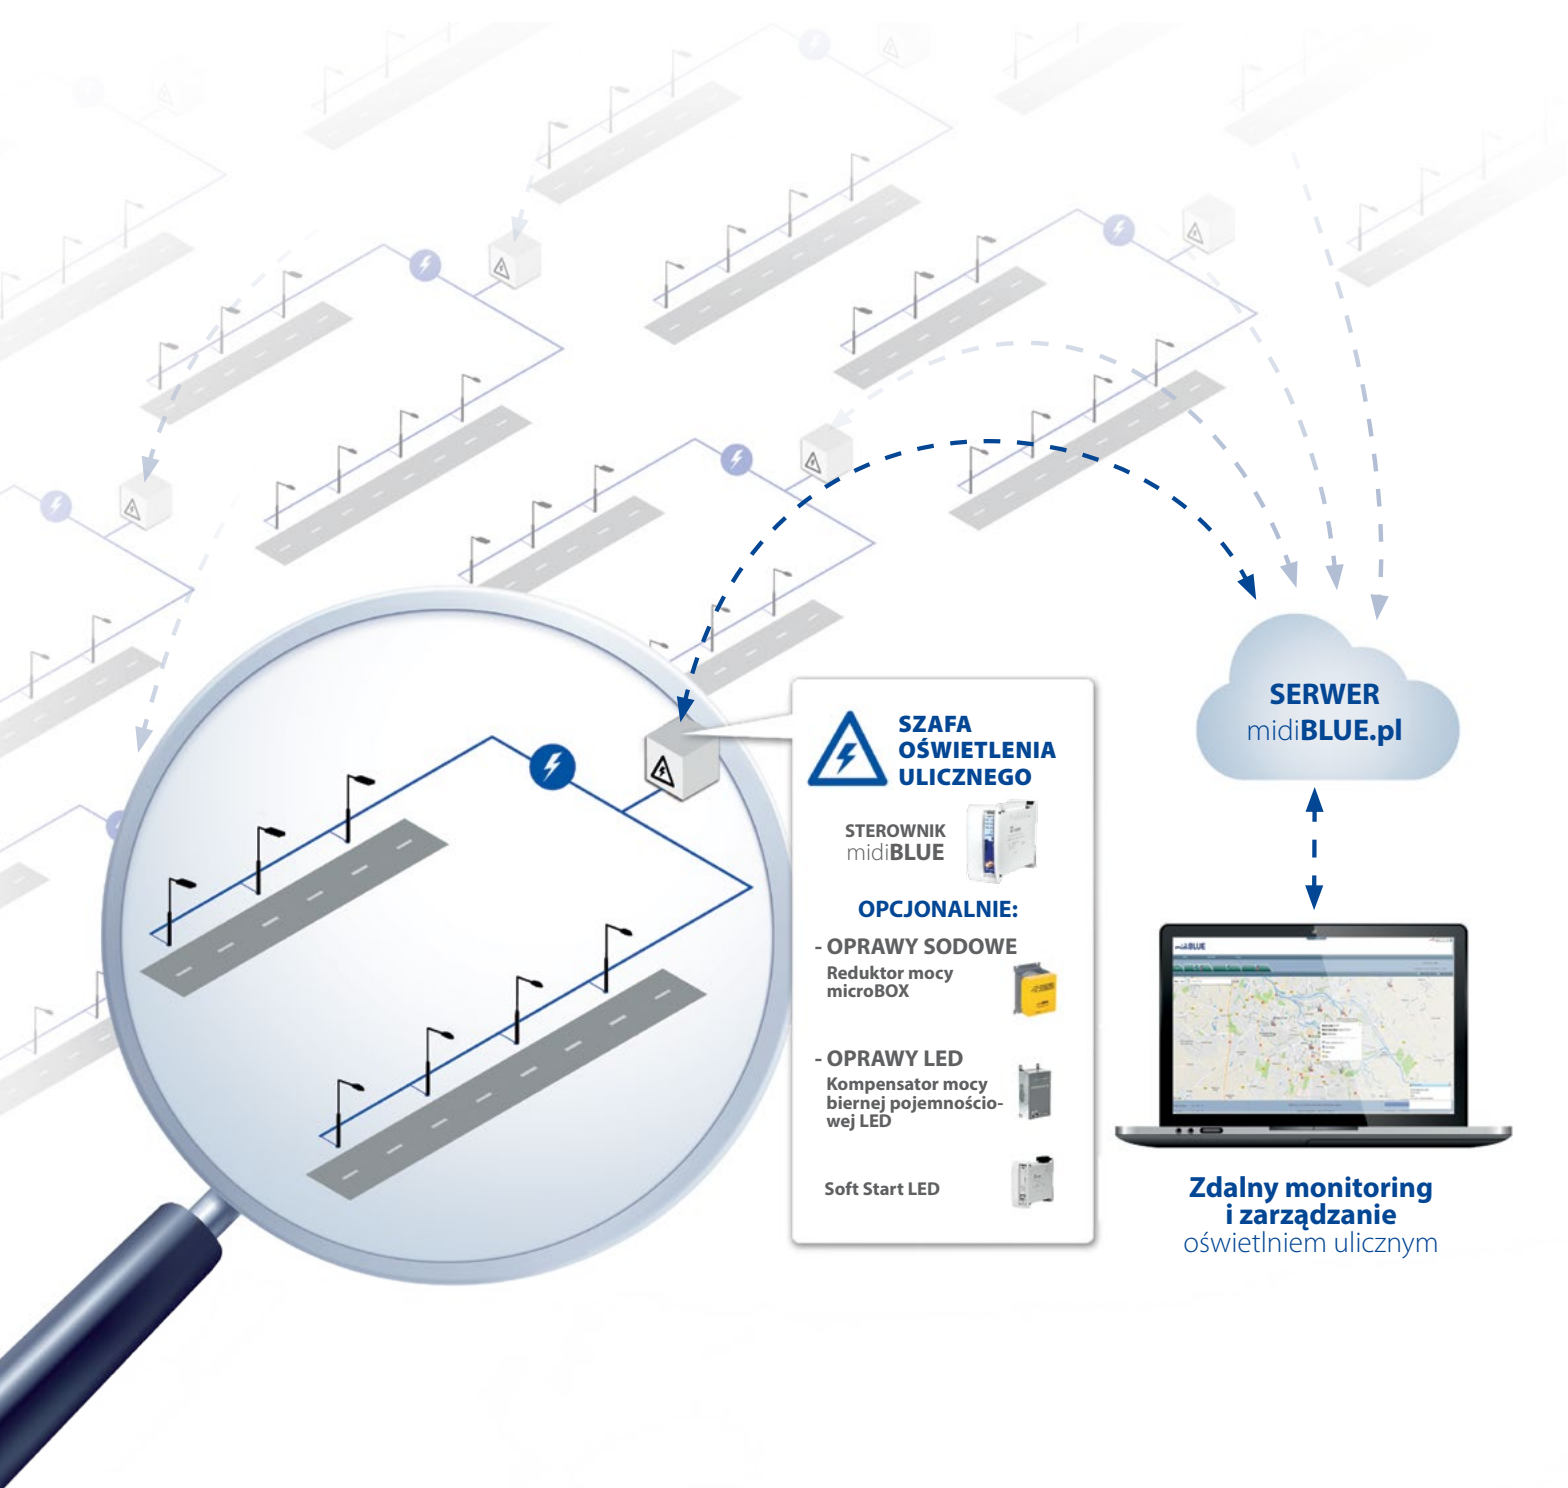 SERWER
midiBLUE.pl
SZAFA
OŚWIETLENIA
ULICZNEGO
STEROWNIK
midiBLUE
OPCJONALNIE:
- OPRAWY SODOWE
Reduktor mocy
microBOX
- OPRAWY LED
Kompensator mocy
biernej pojemnościo-
wej LED
Soft Start LED
midiBLUE
Zdalny monitoring
i zarządzanie
oświetlniem ulicznym